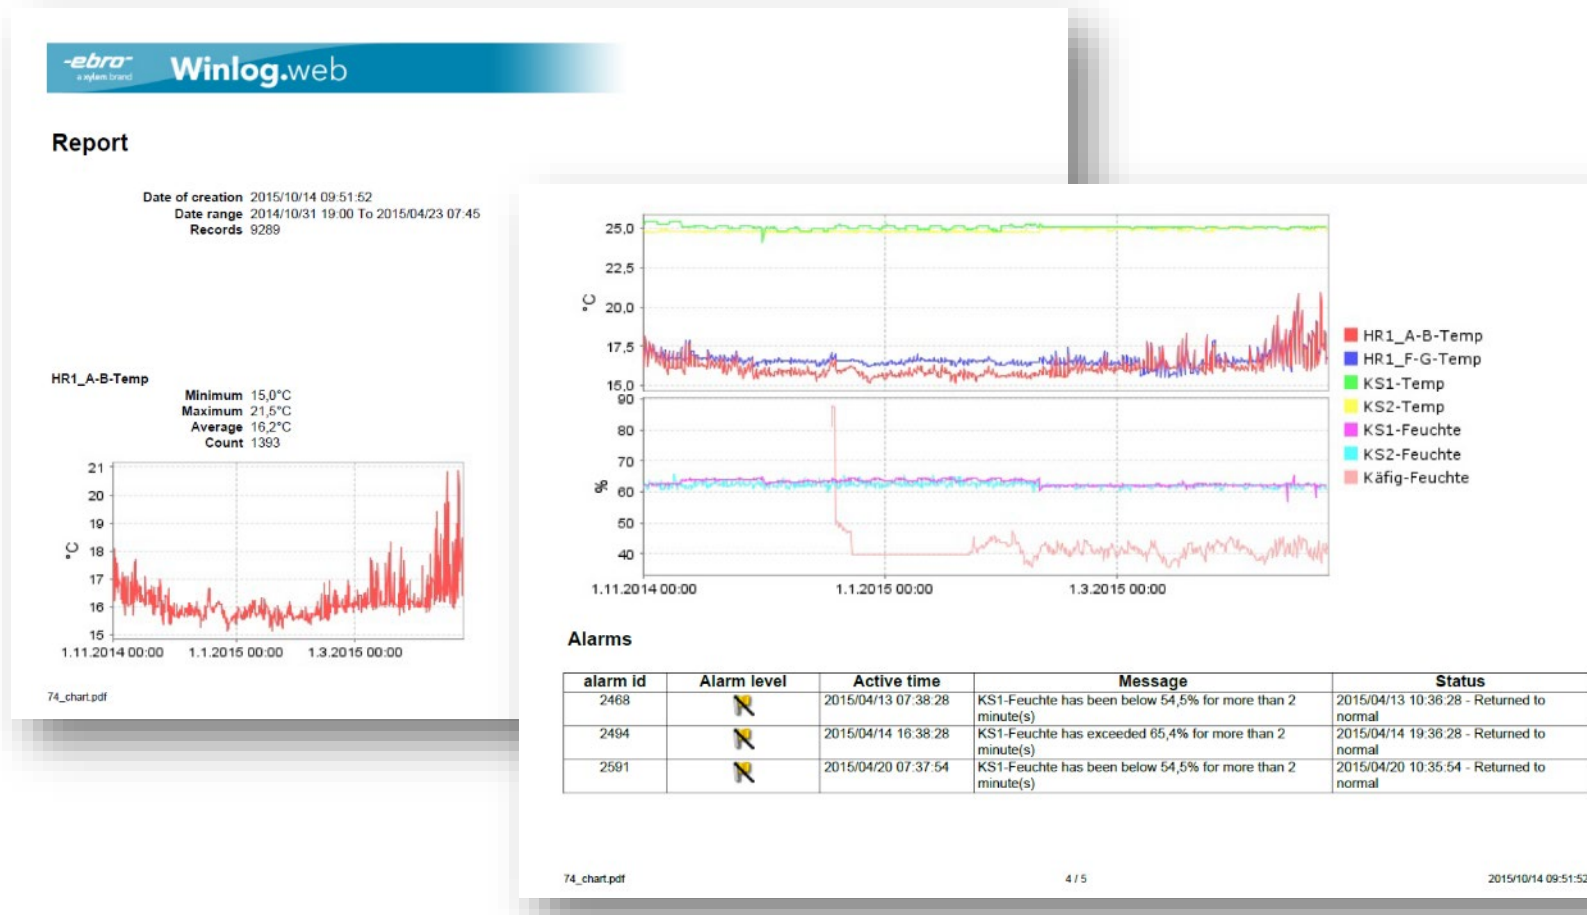 -ebro-
a xylem brand
Winlog.web
Report
Date of creation 2015/10/14 09:51:52
Date range 2014/10/31 19:00 To 2015/04/23 07:45
Records 9289
HR1_A-B-Temp
Minimum 15,0°C
Maximum 21,5°C
Average 16,2°C
Count 1393
21
20
19
18
17
16
15
°C
1.11.2014 00:00 1.1.2015 00:00 1.3.2015 00:00
74_chart.pdf
25,0
22,5
20,0
17,5
15,0
°C
90
80
70
60
50
40
%
1.11.2014 00:00 1.1.2015 00:00 1.3.2015 00:00
HR1_A-B-Temp
HR1_F-G-Temp
KS1-Temp
KS2-Temp
KS1-Feuchte
KS2-Feuchte
Käfig-Feuchte
Alarms
alarm id Alarm level Active time Message Status
2468 2015/04/13 07:38:28 KS1-Feuchte has been below 54,5% for more than 2 2015/04/13 10:36:28 - Returned to
minute(s) normal
2494 2015/04/14 16:38:28 KS1-Feuchte has exceeded 65,4% for more than 2 2015/04/14 19:36:28 - Returned to
minute(s) normal
2591 2015/04/20 07:37:54 KS1-Feuchte has been below 54,5% for more than 2 2015/04/20 10:35:54 - Returned to
minute(s) normal
74_chart.pdf 4 / 5 2015/10/14 09:51:52